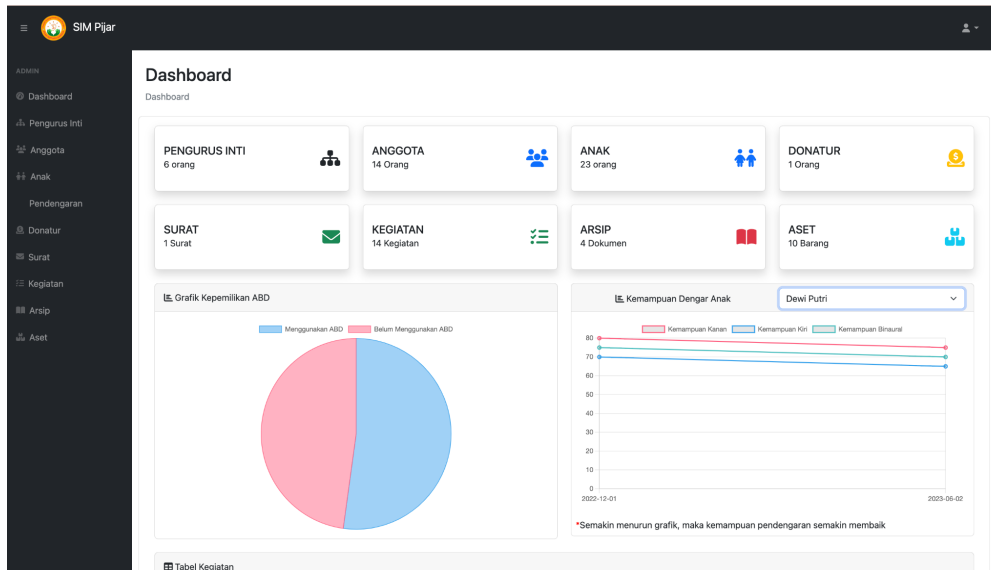 SIM Pijar
ADMIN
Dashboard
Pengurus Inti
Anggota
Anak
Pendengaran
Donatur
Surat
Kegiatan
Arsip
Aset
Dashboard
Dashboard
PENGURUS INTI
6 orang
ANGGOTA
14 Orang
ANAK
23 orang
DONATUR
1 Orang
SURAT
1 Surat
KEGIATAN
14 Kegiatan
ARSIP
4 Dokumen
ASET
10 Barang
Grafik Kepemilikan ABD
Menggunakan ABD Belum Menggunakan ABD
Kemampuan Dengar Anak
Dewi Putri
Kemampuan Kanan Kemampuan Kiri Kemampuan Binaural
80
70
60
50
40
30
20
10
0
2022-12-01 2023-06-02
*Semakin menurun grafik, maka kemampuan pendengaran semakin membaik
Tabel Kegiatan